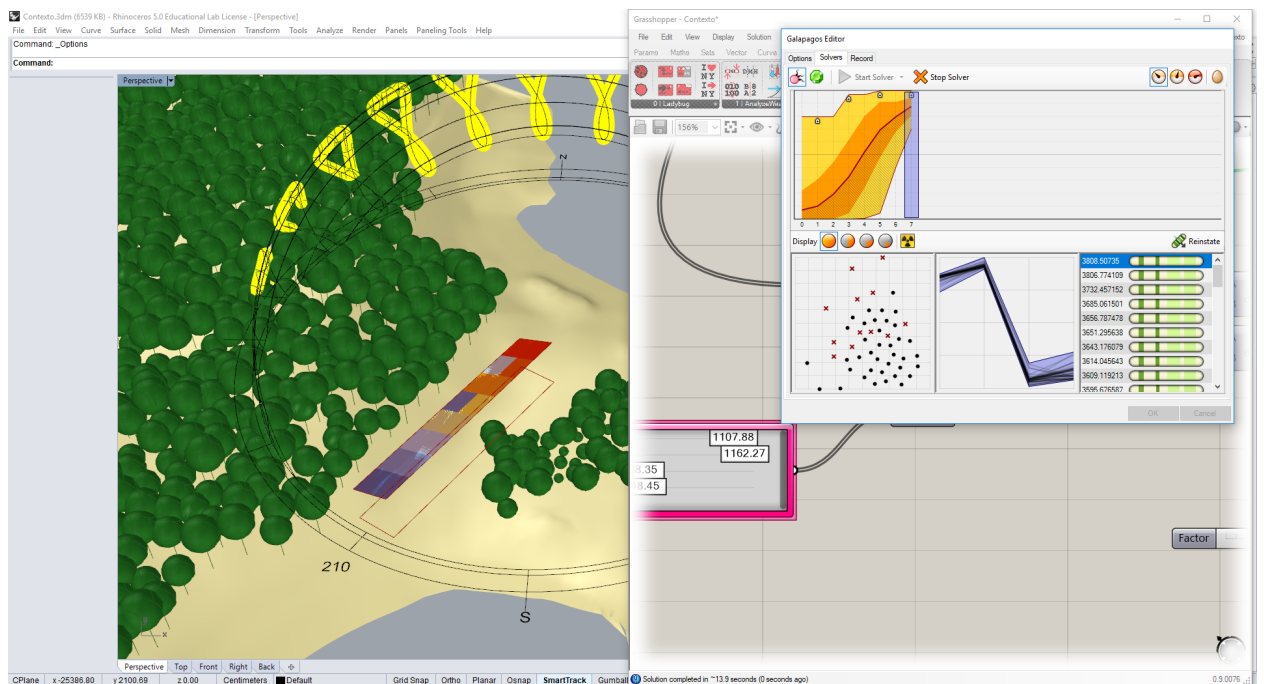 Contexto.3dm (6539 KB) - Rhinoceros 5.0 Educational Lab License - [Perspective]
File Edit View Curve Surface Solid Mesh Dimension Transform Tools Analyze Render Panels Paneling Tools Help
Command: _Options
Command:
Perspective
N
210
S
x
Perspective Top Front Right Back
CPlane x -25386.80 y 2100.69 z 0.00 Centimeters Default Grid Snap Ortho Planar Osnap SmartTrack Gumball
Grasshopper - Contexto*
File Edit View Display Solution
Params Maths Sets Vector Curve
0 | Ladybug 1 | AnalyzeWea
156%
Galapagos Editor
Options Solvers Record
Start Solver Stop Solver
0 1 2 3 4 5 6 7
Display Reinstate
3808.50735
3806.774109
3732.457152
3685.061501
3656.787478
3651.295638
3643.176079
3614.045643
3609.119213
3595.676587
OK Cancel
1107.88
1162.27
8.35
8.45
Factor
Solution completed in ~13.9 seconds (0 seconds ago) 0.9.0076